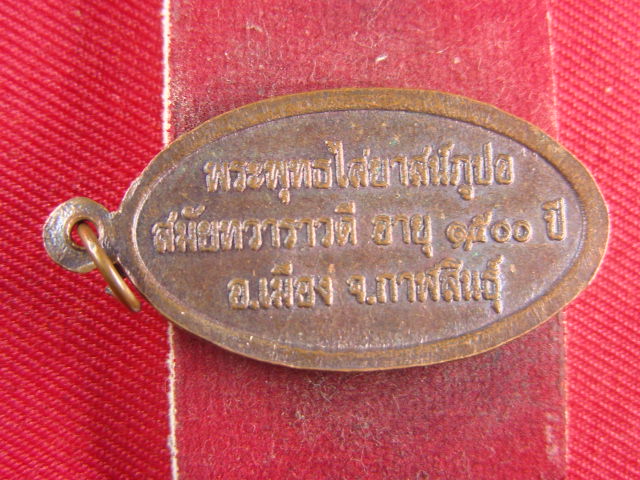 พระพุทธไสยาสน์ภูปอ
สมัยทวาราวดี อายุ ๑,๕๐๐ ปี
อ.เมือง จ.กาฬสินธุ์